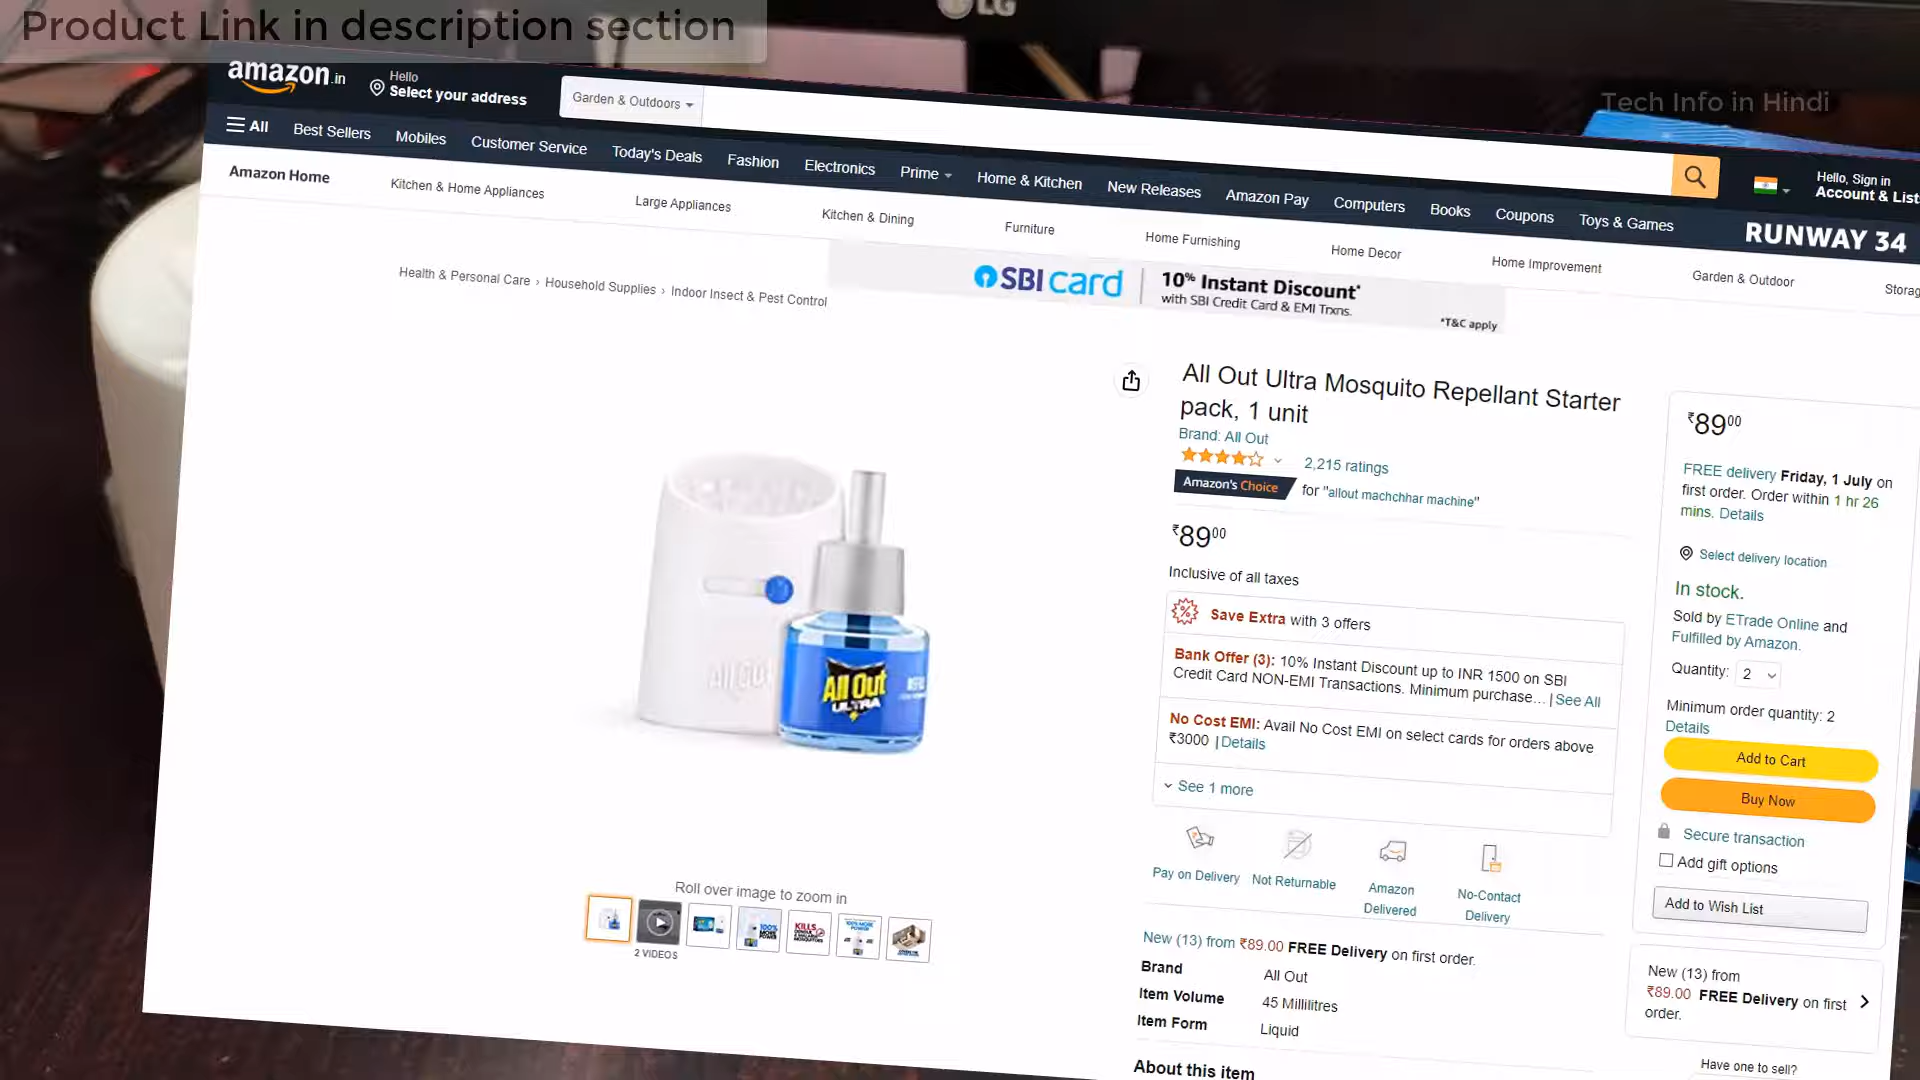 Product Link in description section
LG
Tech Info in Hindi
amazon.in
Hello
Select your address
Garden & Outdoors
Hello, Sign in
Account & List
All
Best Sellers
Mobiles
Customer Service
Today's Deals
Fashion
Electronics
Prime
Home & Kitchen
New Releases
Amazon Pay
Computers
Books
Coupons
Toys & Games
RUNWAY 34
Amazon Home
Kitchen & Home Appliances
Large Appliances
Kitchen & Dining
Furniture
Home Furnishing
Home Decor
Home Improvement
Garden & Outdoor
Storag
SBI card
10% Instant Discount*
with SBI Credit Card & EMI Trxns.
*T&C apply
Health & Personal Care › Household Supplies › Indoor Insect & Pest Control
All Out Ultra Mosquito Repellant Starter
pack, 1 unit
Brand: All Out
2,215 ratings
Amazon's Choice for "allout machchhar machine"
₹8900
Inclusive of all taxes
Save Extra with 3 offers
Bank Offer (3): 10% Instant Discount up to INR 1500 on SBI
Credit Card NON-EMI Transactions. Minimum purchase... | See All
No Cost EMI: Avail No Cost EMI on select cards for orders above
₹3000 | Details
See 1 more
Pay on Delivery
Not Returnable
Amazon
Delivered
No-Contact
Delivery
New (13) from ₹89.00 FREE Delivery on first order.
Brand All Out
Item Volume 45 Millilitres
Item Form Liquid
About this item
All Out
ULTRA
Roll over image to zoom in
2 VIDEOS
₹8900
FREE delivery Friday, 1 July on
first order. Order within 1 hr 26
mins. Details
Select delivery location
In stock.
Sold by ETrade Online and
Fulfilled by Amazon.
Quantity: 2
Minimum order quantity: 2
Details
Add to Cart
Buy Now
Secure transaction
Add gift options
Add to Wish List
New (13) from
₹89.00 FREE Delivery on first
order.
Have one to sell?